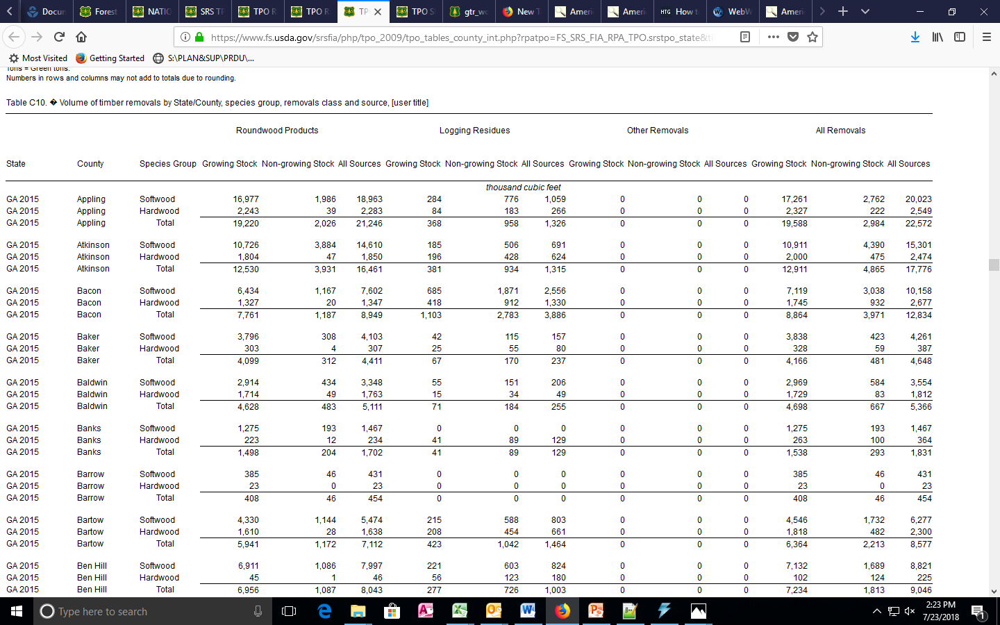 Docun Forest NATIO SRS TP TPO R TPO R TP TPO S gtr_wo New T Ameri Ameri HTG How t WebW Ameri
https://www.fs.usda.gov/srsfia/php/tpo_2009/tpo_tables_county_int.php?rpatpo=FS_SRS_FIA_RPA_TPO.srstpo_state&ti
Most Visited Getting Started S:\PLAN&SUP\PRDU\...
Tons = Green tons.
Numbers in rows and columns may not add to totals due to rounding.
Table C10. � Volume of timber removals by State/County, species group, removals class and source, [user title]
Roundwood Products Logging Residues Other Removals All Removals
State County Species Group Growing Stock Non-growing Stock All Sources Growing Stock Non-growing Stock All Sources Growing Stock Non-growing Stock All Sources Growing Stock Non-growing Stock All Sources
thousand cubic feet
GA 2015 Appling Softwood 16,977 1,986 18,963 284 776 1,059 0 0 0 17,261 2,762 20,023
GA 2015 Appling Hardwood 2,243 39 2,283 84 183 266 0 0 0 2,327 222 2,549
GA 2015 Appling Total 19,220 2,026 21,246 368 958 1,326 0 0 0 19,588 2,984 22,572
GA 2015 Atkinson Softwood 10,726 3,884 14,610 185 506 691 0 0 0 10,911 4,390 15,301
GA 2015 Atkinson Hardwood 1,804 47 1,850 196 428 624 0 0 0 2,000 475 2,474
GA 2015 Atkinson Total 12,530 3,931 16,461 381 934 1,315 0 0 0 12,911 4,865 17,776
GA 2015 Bacon Softwood 6,434 1,167 7,602 685 1,871 2,556 0 0 0 7,119 3,038 10,158
GA 2015 Bacon Hardwood 1,327 20 1,347 418 912 1,330 0 0 0 1,745 932 2,677
GA 2015 Bacon Total 7,761 1,187 8,949 1,103 2,783 3,886 0 0 0 8,864 3,971 12,834
GA 2015 Baker Softwood 3,796 308 4,103 42 115 157 0 0 0 3,838 423 4,261
GA 2015 Baker Hardwood 303 4 307 25 55 80 0 0 0 328 59 387
GA 2015 Baker Total 4,099 312 4,411 67 170 237 0 0 0 4,166 481 4,648
GA 2015 Baldwin Softwood 2,914 434 3,348 55 151 206 0 0 0 2,969 584 3,554
GA 2015 Baldwin Hardwood 1,714 49 1,763 15 34 49 0 0 0 1,729 83 1,812
GA 2015 Baldwin Total 4,628 483 5,111 71 184 255 0 0 0 4,698 667 5,366
GA 2015 Banks Softwood 1,275 193 1,467 0 0 0 0 0 0 1,275 193 1,467
GA 2015 Banks Hardwood 223 12 234 41 89 129 0 0 0 263 100 364
GA 2015 Banks Total 1,498 204 1,702 41 89 129 0 0 0 1,538 293 1,831
GA 2015 Barrow Softwood 385 46 431 0 0 0 0 0 0 385 46 431
GA 2015 Barrow Hardwood 23 0 23 0 0 0 0 0 0 23 0 23
GA 2015 Barrow Total 408 46 454 0 0 0 0 0 0 408 46 454
GA 2015 Bartow Softwood 4,330 1,144 5,474 215 588 803 0 0 0 4,546 1,732 6,277
GA 2015 Bartow Hardwood 1,610 28 1,638 208 454 661 0 0 0 1,818 482 2,300
GA 2015 Bartow Total 5,941 1,172 7,112 423 1,042 1,464 0 0 0 6,364 2,213 8,577
GA 2015 Ben Hill Softwood 6,911 1,086 7,997 221 603 824 0 0 0 7,132 1,689 8,821
GA 2015 Ben Hill Hardwood 45 1 46 56 123 180 0 0 0 102 124 225
GA 2015 Ben Hill Total 6,956 1,087 8,043 277 726 1,003 0 0 0 7,234 1,813 9,046
Type here to search
2:23 PM
7/23/2018
1